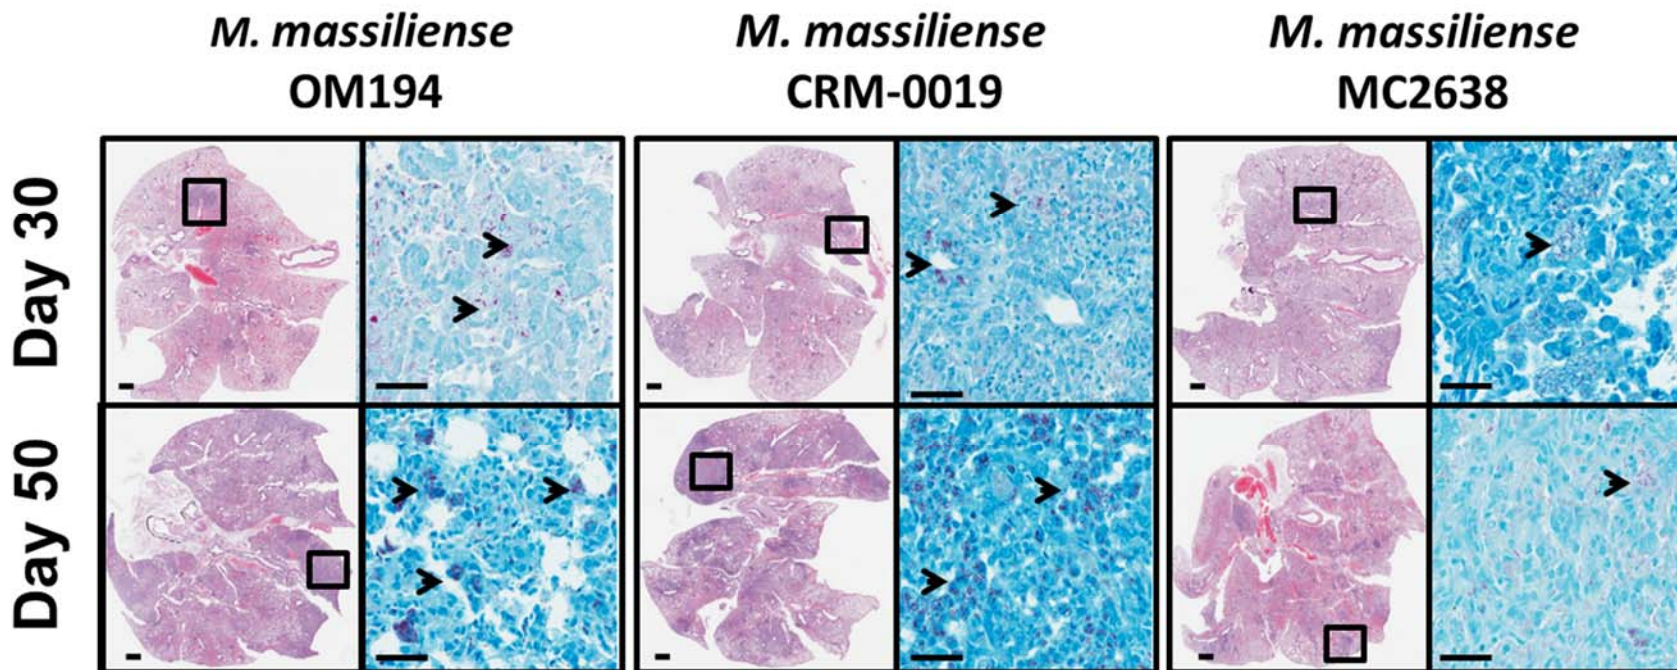 M. massiliense
OM194
M. massiliense
CRM-0019
M. massiliense
MC2638
Day 30
Day 50